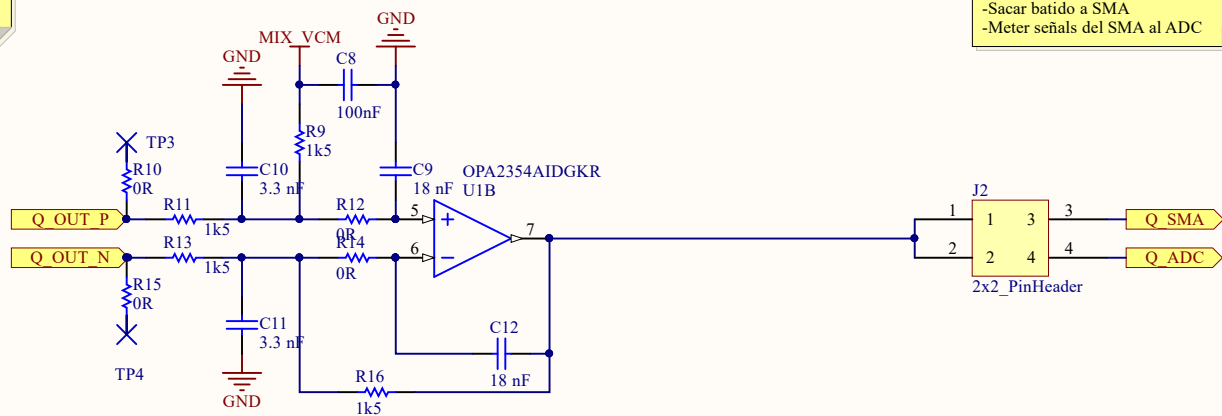 -Sacar batido a SMA
-Meter señals del SMA al ADC
GND
MIX_VCM
GND
C8
100nF
R9
1k5
TP3
R10
0R
C10
3.3 nF
C9
18 nF
OPA2354AIDGKR
U1B
Q_OUT_P
R11
1k5
R12
0R
5
7
Q_OUT_N
R13
1k5
R14
0R
6
R15
0R
TP4
C11
3.3 nF
GND
C12
18 nF
R16
1k5
J2
1 1 3 3
Q_SMA
2 2 4 4
Q_ADC
2x2_PinHeader